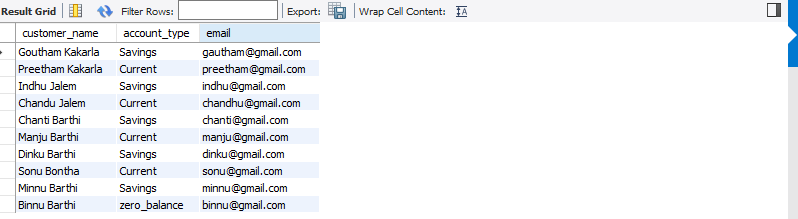 Result Grid Filter Rows: Export: Wrap Cell Content:
customer_name account_type email
Goutham Kakarla Savings gautham@gmail.com
Preetham Kakarla Current preetham@gmail.com
Indhu Jalem Savings indhu@gmail.com
Chandu Jalem Current chandhu@gmail.com
Chanti Barthi Savings chanti@gmail.com
Manju Barthi Current manju@gmail.com
Dinku Barthi Savings dinku@gmail.com
Sonu Bontha Current sonu@gmail.com
Minnu Barthi Savings minnu@gmail.com
Binnu Barthi zero_balance binnu@gmail.com